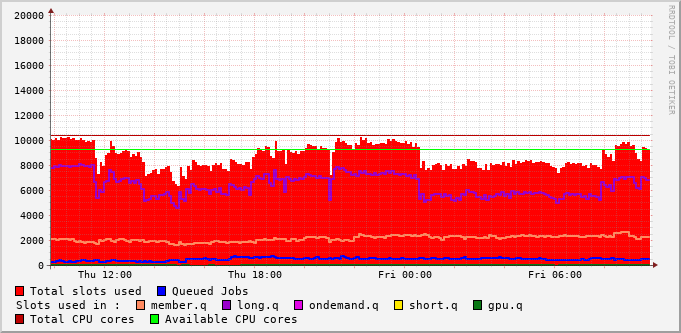 RRDTOOL / TOBI OETIKER
20000
18000
16000
14000
12000
10000
8000
6000
4000
2000
0
Thu 12:00 Thu 18:00 Fri 00:00 Fri 06:00
Total slots used Queued Jobs
Slots used in : member.q long.q ondemand.q short.q gpu.q
Total CPU cores Available CPU cores